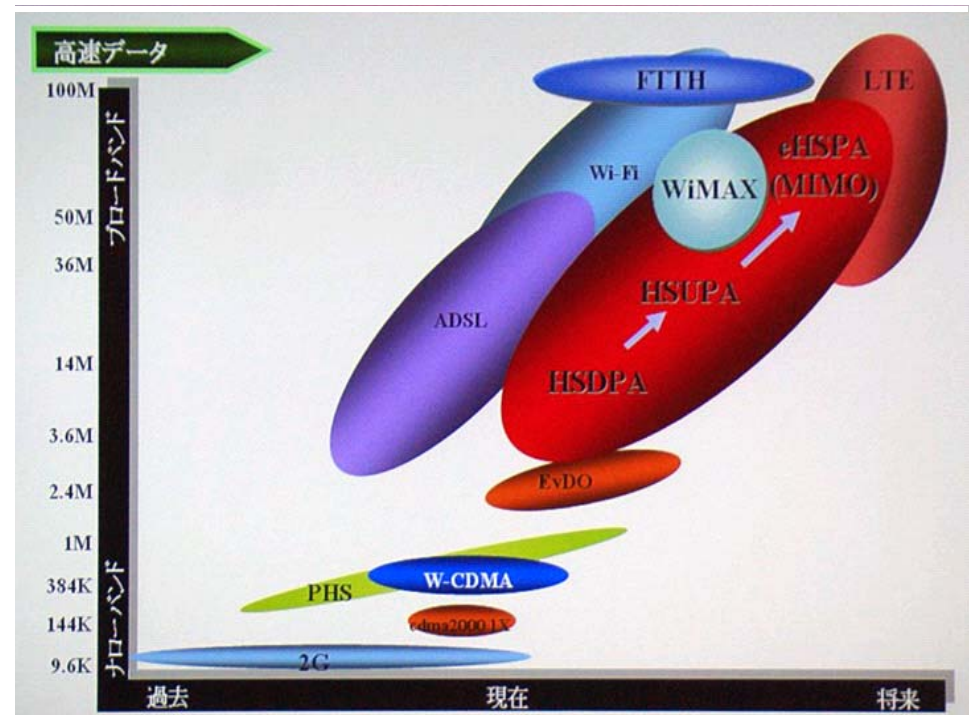 高速データ
100M
50M
36M
14M
3.6M
2.4M
1M
384K
144K
9.6K
ブロードバンド
ナローバンド
FTTH
LTE
Wi-Fi
WiMAX
eHSPA
(MIMO)
HSUPA
ADSL
HSDPA
EvDO
PHS
W-CDMA
cdma2000 1X
2G
過去
現在
将来